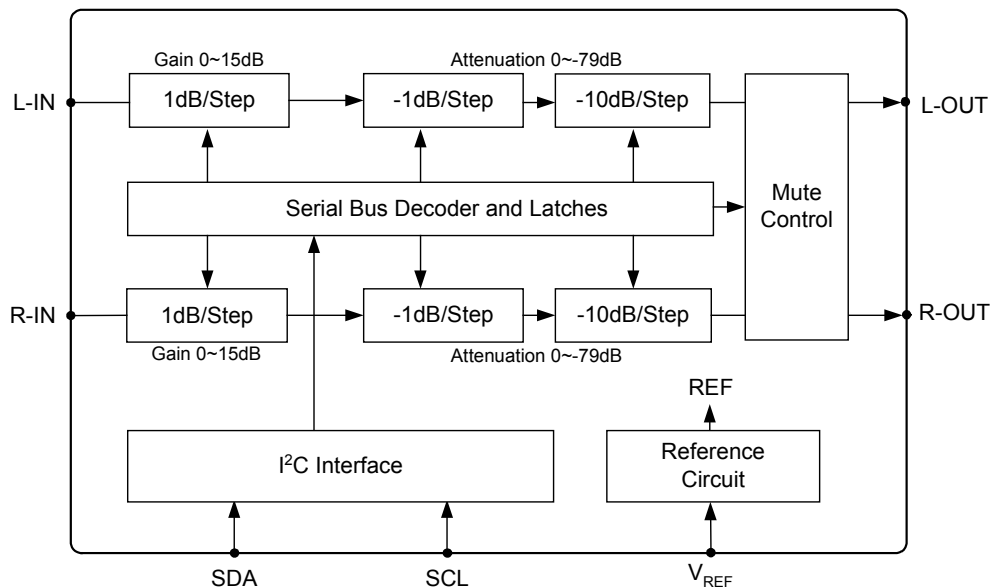 Gain 0~15dB
Attenuation 0~-79dB
L-IN
1dB/Step
-1dB/Step
-10dB/Step
L-OUT
Serial Bus Decoder and Latches
Mute
Control
R-IN
1dB/Step
-1dB/Step
-10dB/Step
R-OUT
Gain 0~15dB
Attenuation 0~-79dB
REF
I²C Interface
Reference
Circuit
SDA
SCL
V_REF